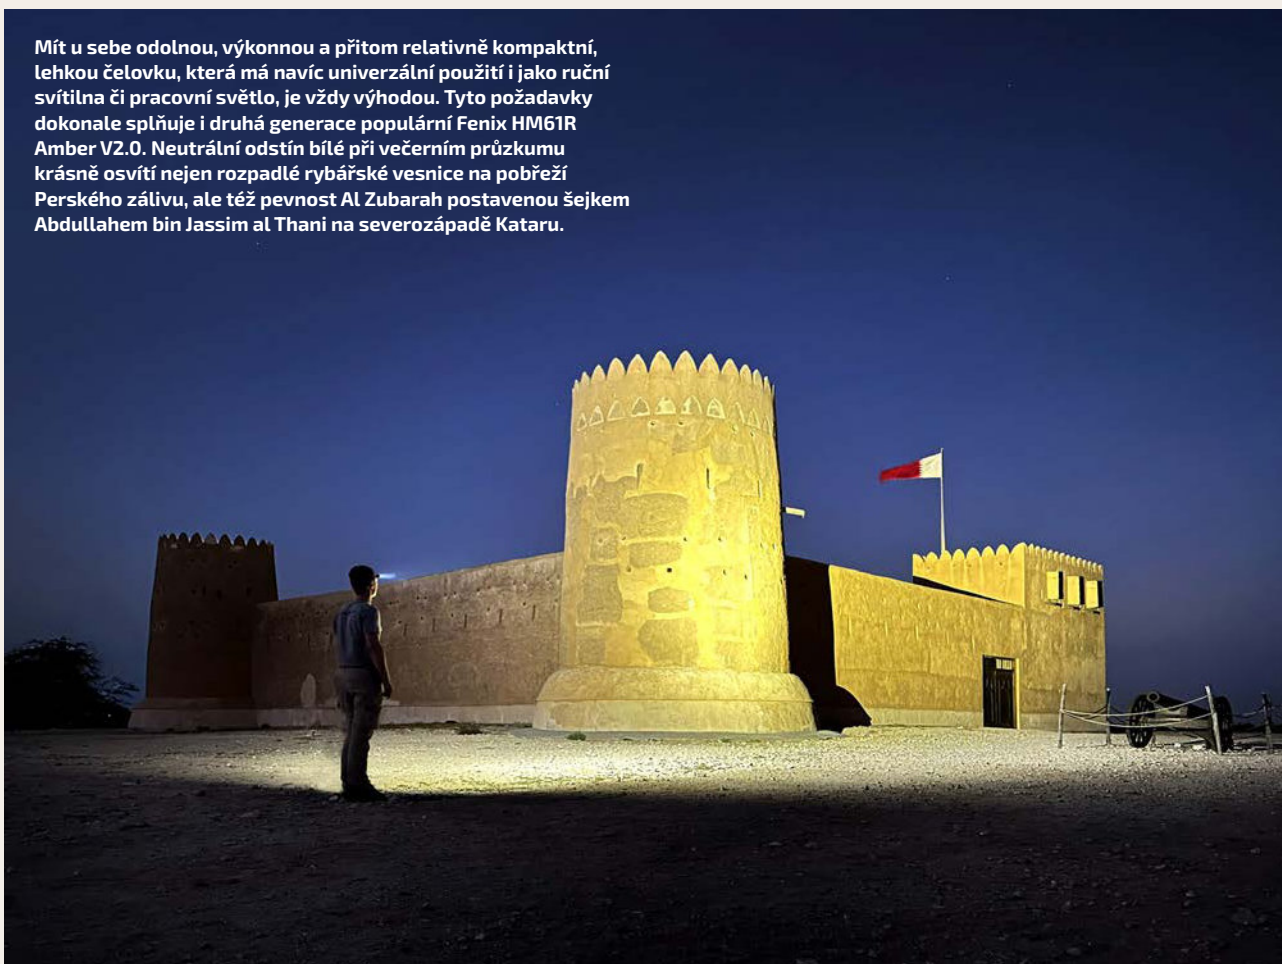 Mít u sebe odolnou, výkonnou a přitom relativně kompaktní,
lehkou čelovku, která má navíc univerzální použití i jako ruční
svítilna či pracovní světlo, je vždy výhodou. Tyto požadavky
dokonale splňuje i druhá generace populární Fenix HM61R
Amber V2.0. Neutrální odstín bílé při večerním průzkumu
krásně osvítí nejen rozpadlé rybářské vesnice na pobřeží
Perského zálivu, ale též pevnost Al Zubarah postavenou šejkem
Abdullahem bin Jassim al Thani na severozápadě Kataru.